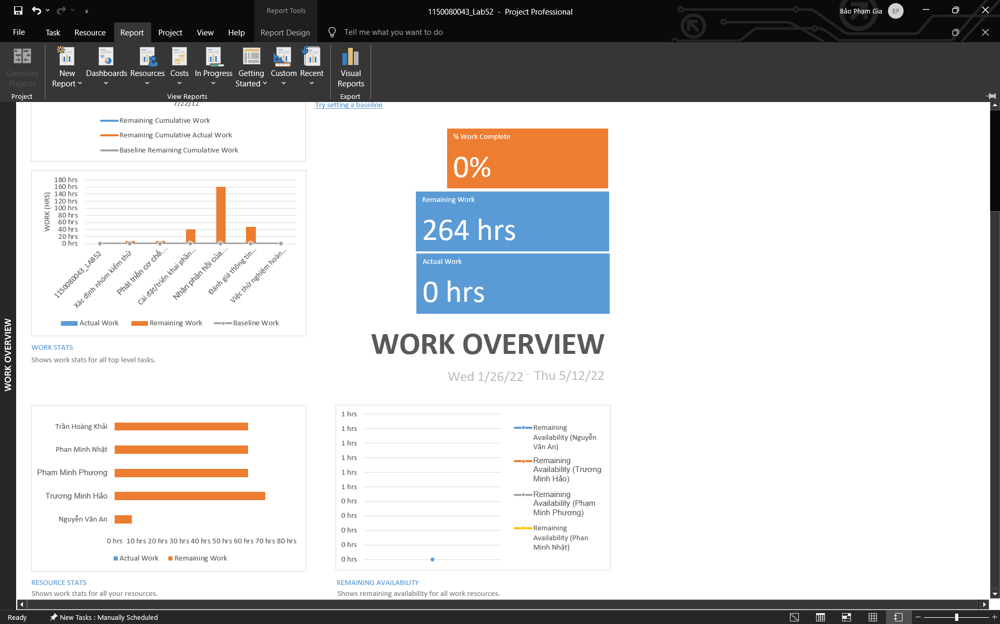 Report Tools
1150080043_Lab52 - Project Professional
Bảo Phạm Gia
BP
File
Task
Resource
Report
Project
View
Help
Report Design
Tell me what you want to do
Compare
Projects
New
Report
Dashboards
Resources
Costs
In Progress
Getting
Started
Custom
Recent
Visual
Reports
Project
View Reports
Export
7/22/12
Try setting a baseline
Remaining Cumulative Work
Remaining Cumulative Actual Work
Baseline Remaining Cumulative Work
% Work Complete
0%
Remaining Work
264 hrs
Actual Work
0 hrs
WORK (HRS)
180 hrs
160 hrs
140 hrs
120 hrs
100 hrs
80 hrs
60 hrs
40 hrs
20 hrs
0 hrs
1150080043_LAB52
Xác định nhóm kiểm thử
Phát triển cơ chế...
Cài đặt/triển khai phần...
Nhận phản hồi của...
Đánh giá thông tin...
Việc thử nghiệm hoàn...
Actual Work
Remaining Work
Baseline Work
WORK STATS
Shows work stats for all top level tasks.
WORK OVERVIEW
Wed 1/26/22 - Thu 5/12/22
WORK OVERVIEW
Trần Hoàng Khải
Phan Minh Nhật
Phạm Minh Phương
Trương Minh Hảo
Nguyễn Văn An
0 hrs 10 hrs 20 hrs 30 hrs 40 hrs 50 hrs 60 hrs 70 hrs 80 hrs
Actual Work
Remaining Work
RESOURCE STATS
Shows work stats for all your resources.
1 hrs
1 hrs
1 hrs
1 hrs
1 hrs
1 hrs
0 hrs
0 hrs
0 hrs
0 hrs
0 hrs
Remaining
Availability (Nguyễn
Văn An)
Remaining
Availability (Trương
Minh Hảo)
Remaining
Availability (Phạm
Minh Phương)
Remaining
Availability (Phan
Minh Nhật)
REMAINING AVAILABILITY
Shows remaining availability for all work resources.
Ready
New Tasks : Manually Scheduled